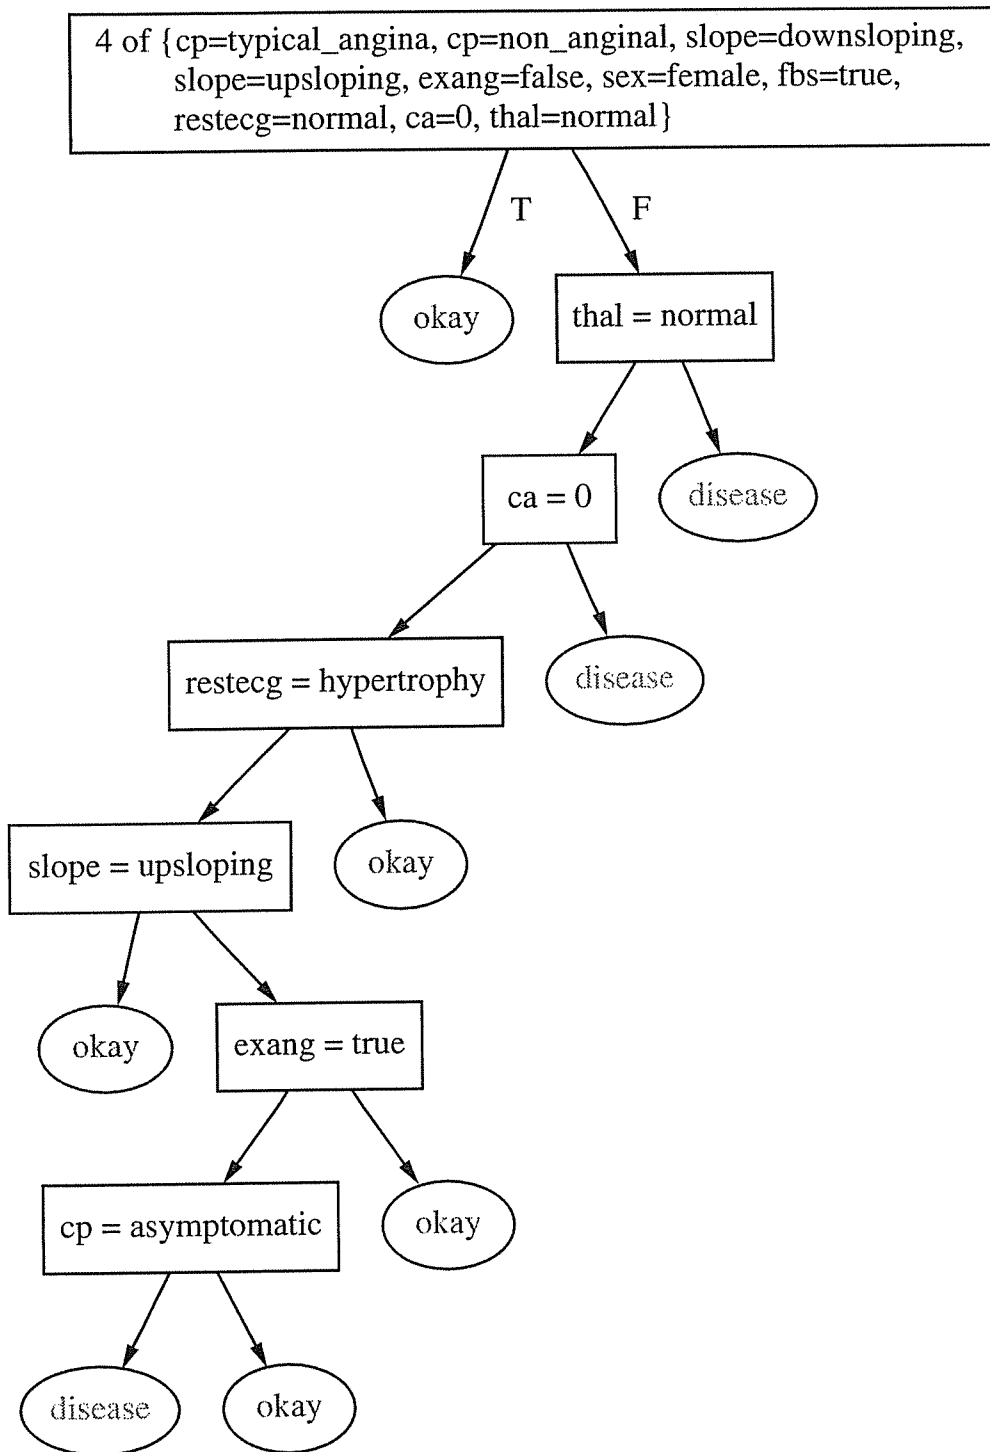 4 of {cp=typical_angina, cp=non_anginal, slope=downsloping,
slope=upsloping, exang=false, sex=female, fbs=true,
restecg=normal, ca=0, thal=normal}
T
F
okay
thal = normal
ca = 0
disease
restecg = hypertrophy
disease
slope = upsloping
okay
okay
exang = true
cp = asymptomatic
okay
disease
okay